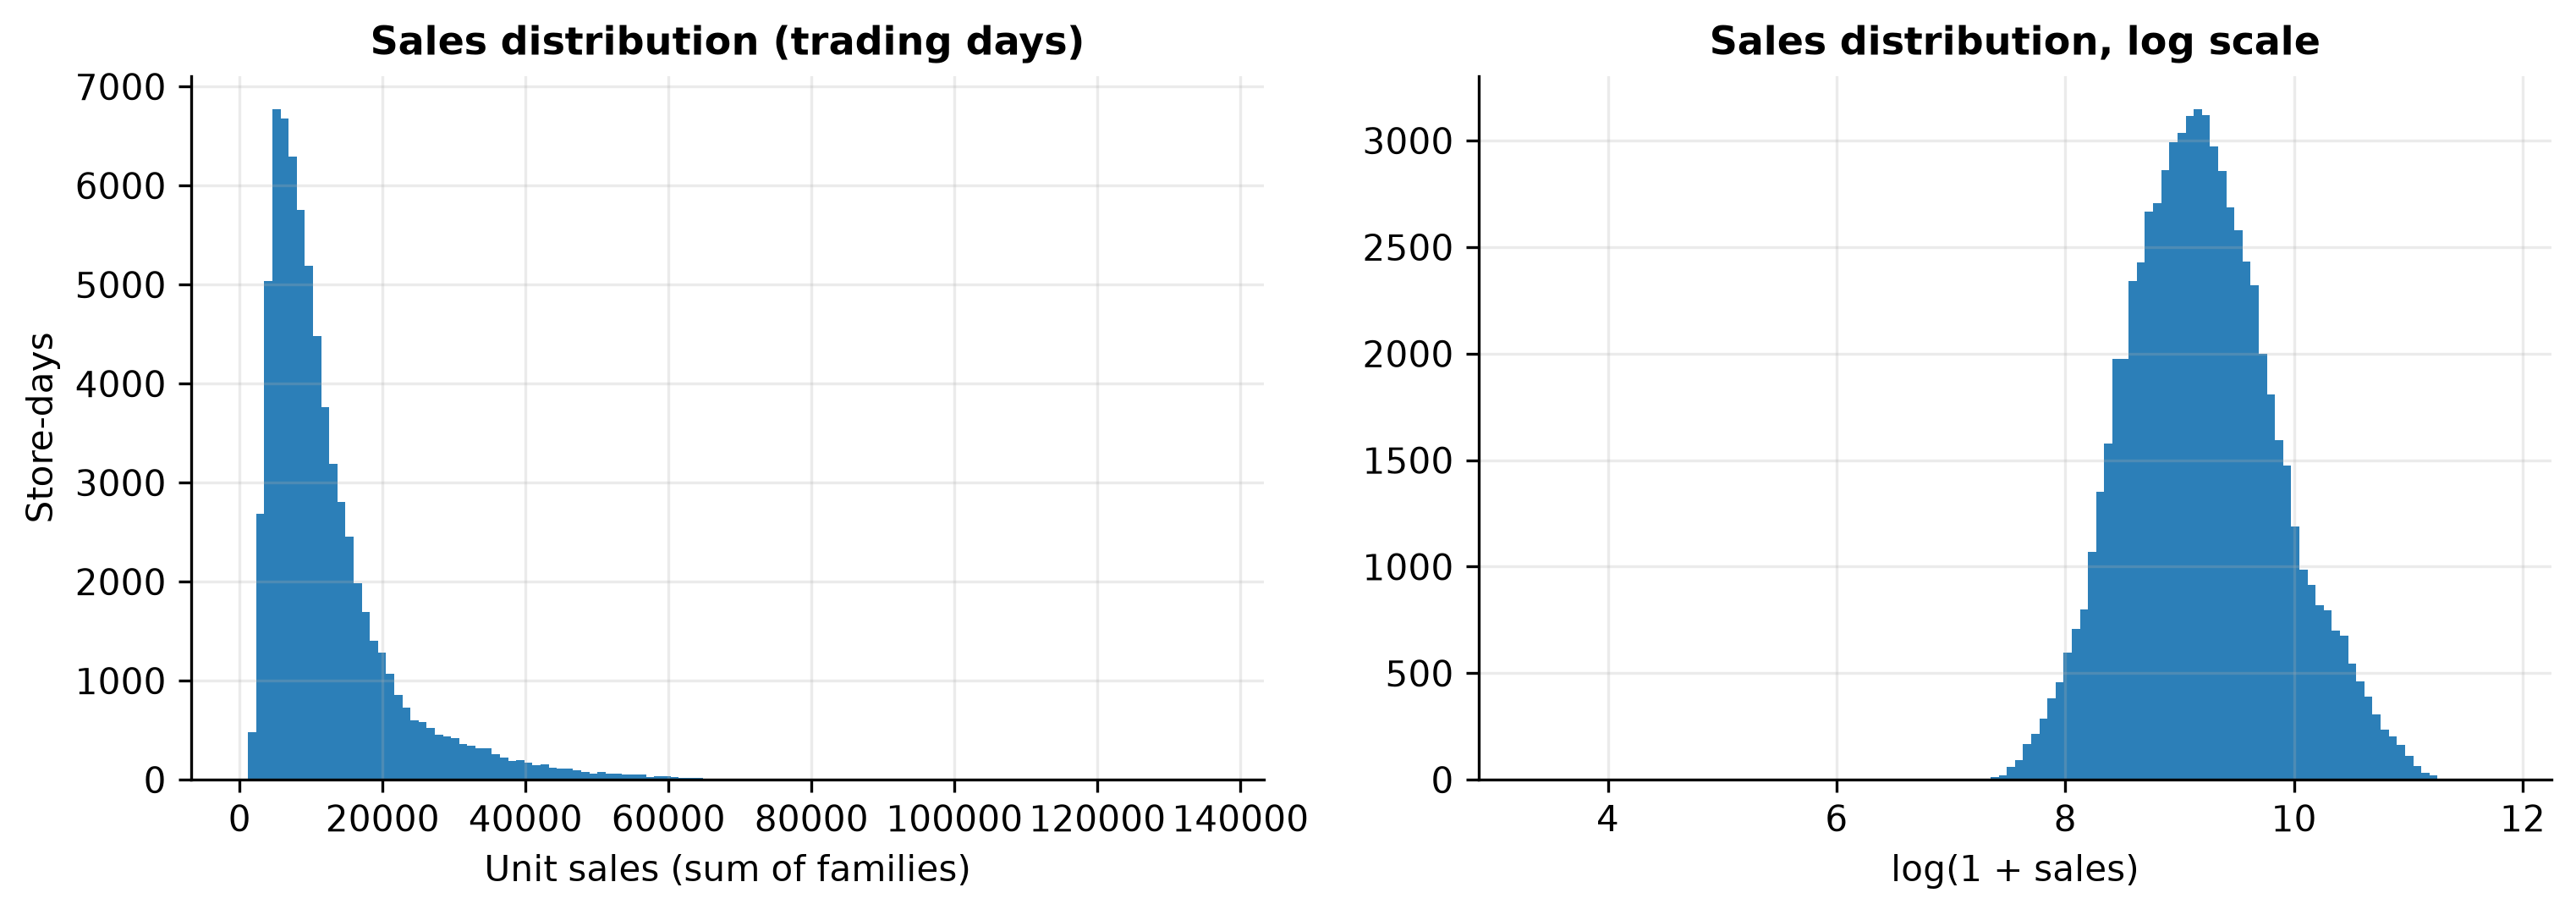 Sales distribution (trading days)
7000
6000
5000
4000
3000
2000
1000
0
Store-days
0 20000 40000 60000 80000 100000 120000 140000
Unit sales (sum of families)
Sales distribution, log scale
3000
2500
2000
1500
1000
500
0
4 6 8 10 12
log(1 + sales)